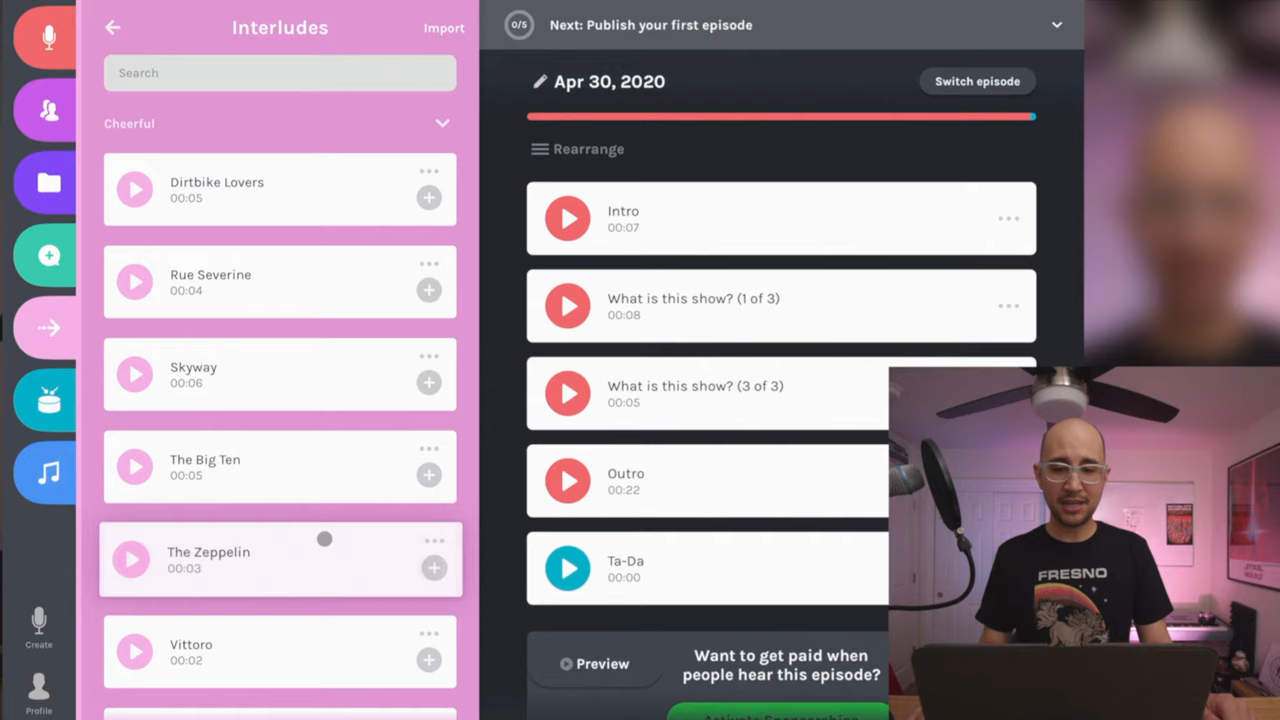 Interludes
Import
Search
Cheerful
Dirtbike Lovers
00:05
Rue Severine
00:04
Skyway
00:06
The Big Ten
00:05
The Zeppelin
00:03
Vittoro
00:02
Create
Profile
0/5
Next: Publish your first episode
Apr 30, 2020
Switch episode
Rearrange
Intro
00:07
What is this show? (1 of 3)
00:08
What is this show? (3 of 3)
00:05
Outro
00:22
Ta-Da
00:00
Preview
Want to get paid when
people hear this episode?
Activate Sponsorships
FRESNO